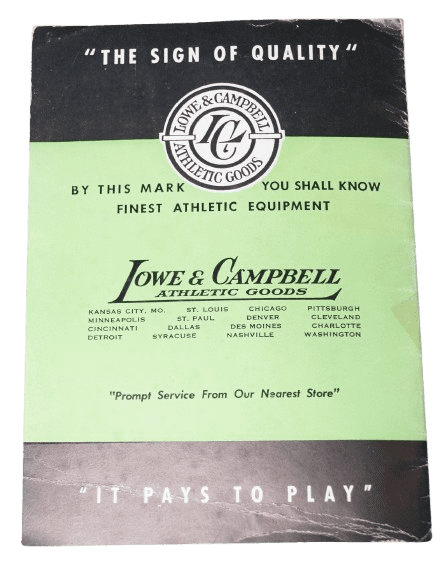 "THE SIGN OF QUALITY"
LOWE & CAMPBELL
LC
ATHLETIC GOODS
BY THIS MARK YOU SHALL KNOW
FINEST ATHLETIC EQUIPMENT
LOWE & CAMPBELL
ATHLETIC GOODS
KANSAS CITY, MO. ST. LOUIS CHICAGO PITTSBURGH
MINNEAPOLIS ST. PAUL DENVER CLEVELAND
CINCINNATI DALLAS DES MOINES CHARLOTTE
DETROIT SYRACUSE NASHVILLE WASHINGTON
"Prompt Service From Our Nearest Store"
"IT PAYS TO PLAY"